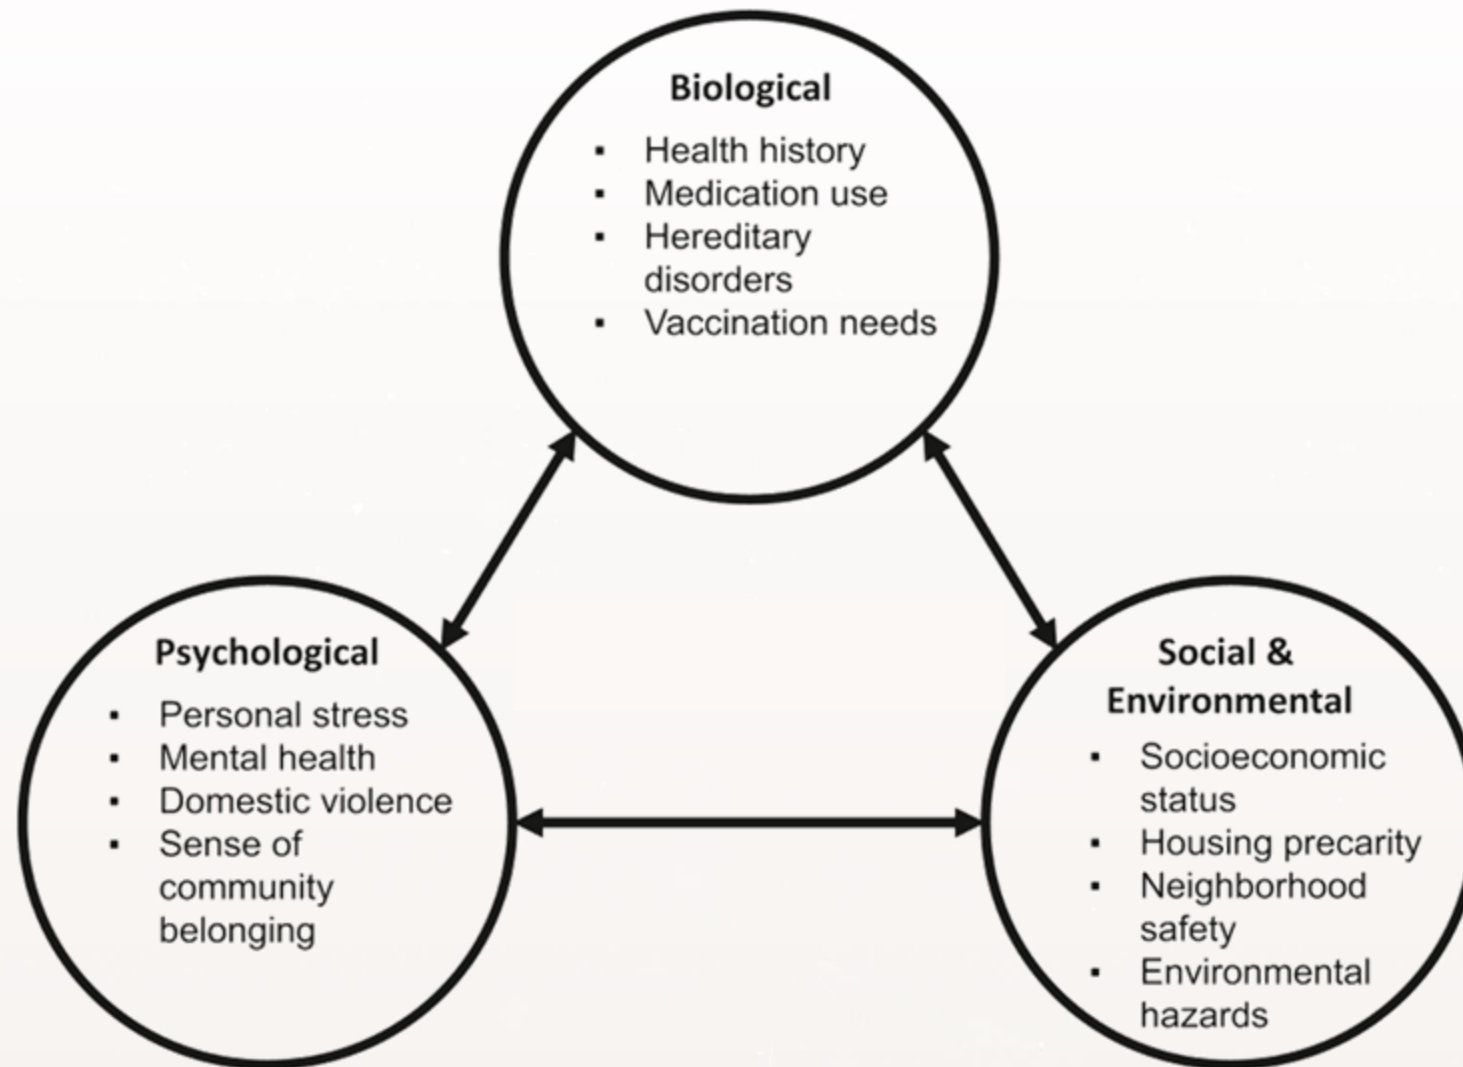 Biological
▪ Health history
▪ Medication use
▪ Hereditary
disorders
▪ Vaccination needs
Psychological
▪ Personal stress
▪ Mental health
▪ Domestic violence
▪ Sense of
community
belonging
Social &
Environmental
▪ Socioeconomic
status
▪ Housing precarity
▪ Neighborhood
safety
▪ Environmental
hazards